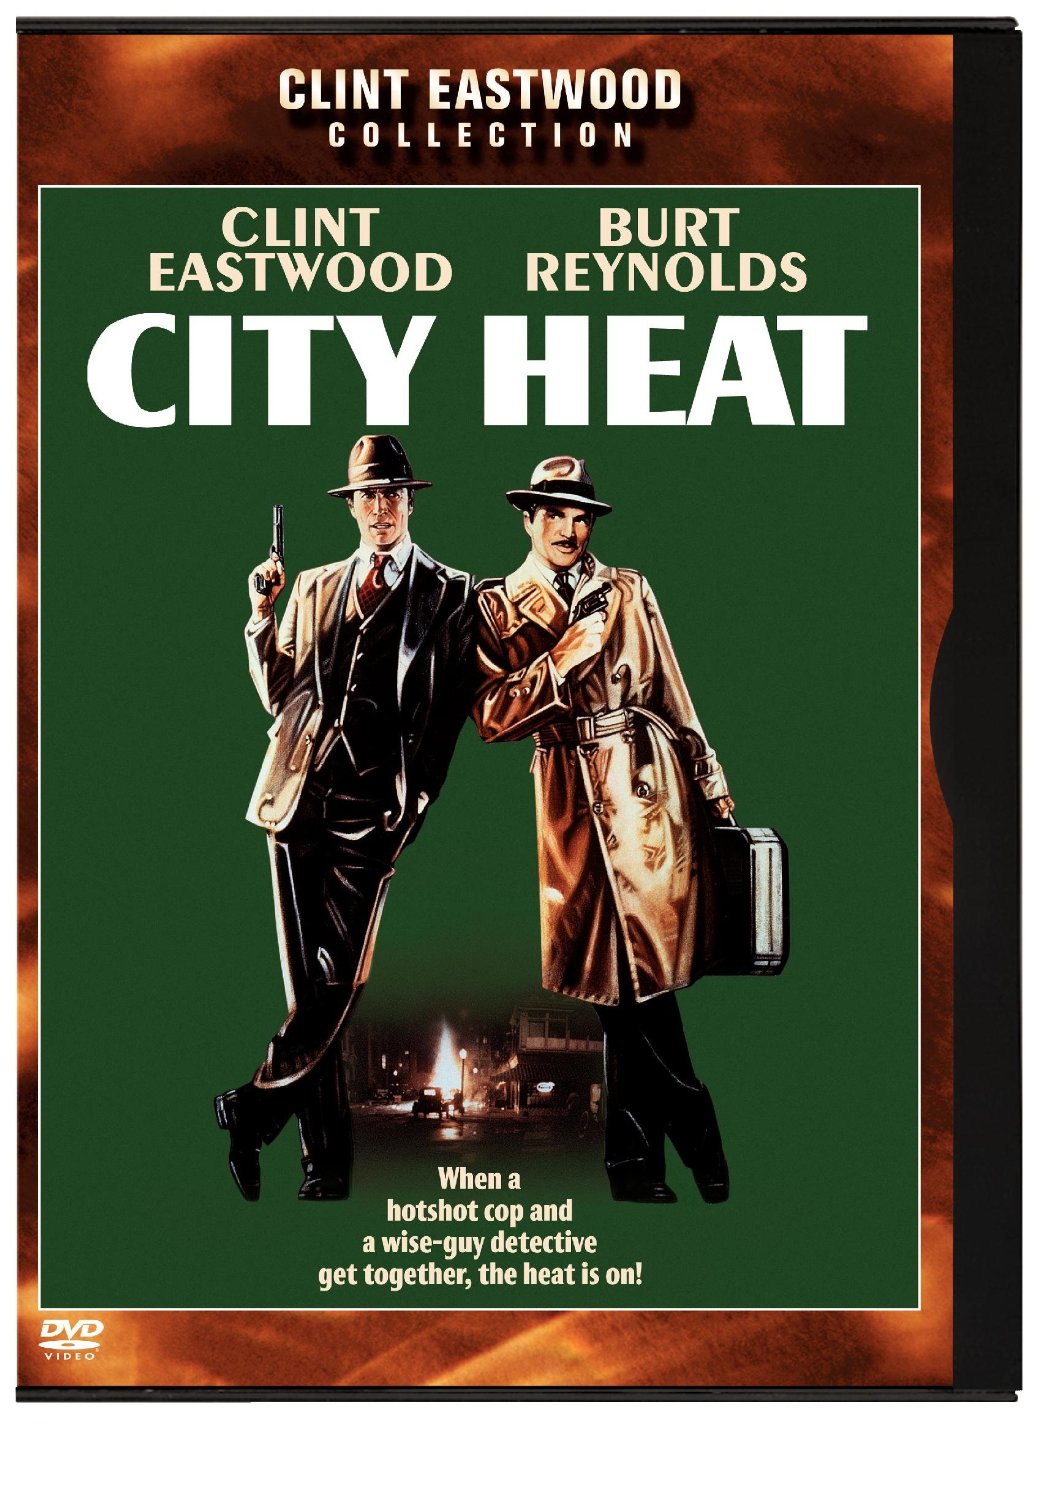 CLINT EASTWOOD
COLLECTION
CLINT
EASTWOOD
BURT
REYNOLDS
CITY HEAT
When a
hotshot cop and
a wise-guy detective
get together, the heat is on!
DVD
VIDEO